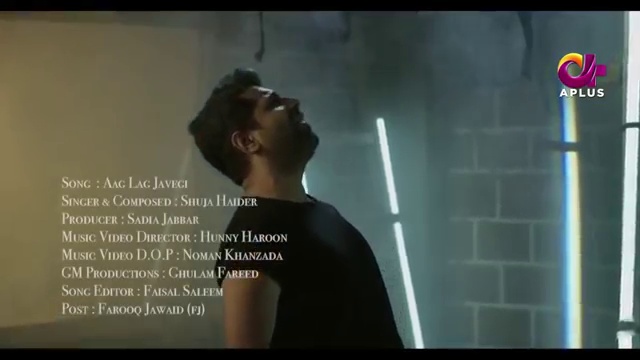 APLUS
Song : Aag Lag Javegi
Singer & Composed : Shuja Haider
Producer : Sadia Jabbar
Music Video Director : Hunny Haroon
Music Video D.O.P : Noman Khanzada
GM Productions : Ghulam Fareed
Song Editor : Faisal Saleem
Post : Farooq Jawaid (fj)